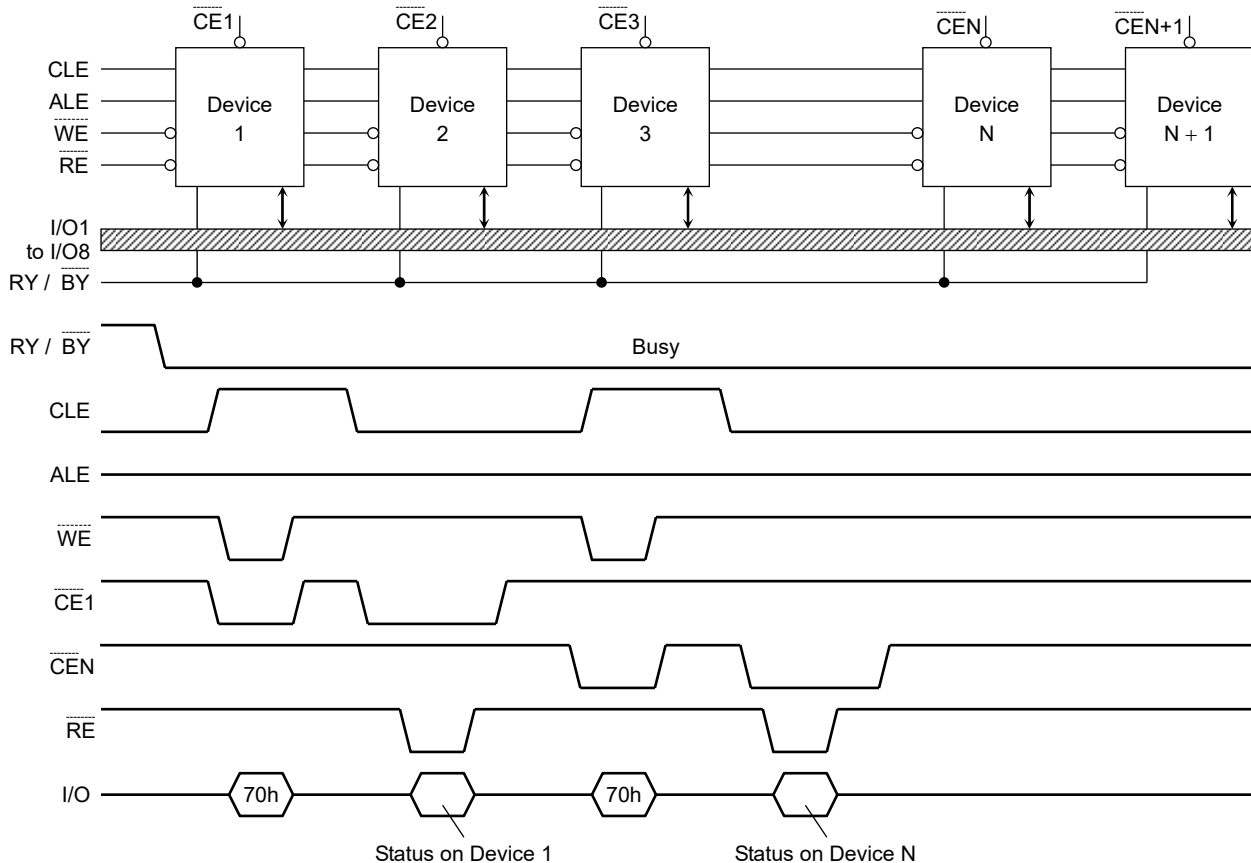 CE1 CE2 CE3 CEN CEN+1
CLE
ALE
WE
RE
Device 1
Device 2
Device 3
Device N
Device N + 1
I/O1 to I/O8
RY / BY
RY / BY
Busy
CLE
ALE
WE
CE1
CEN
RE
I/O
70h
70h
Status on Device 1
Status on Device N